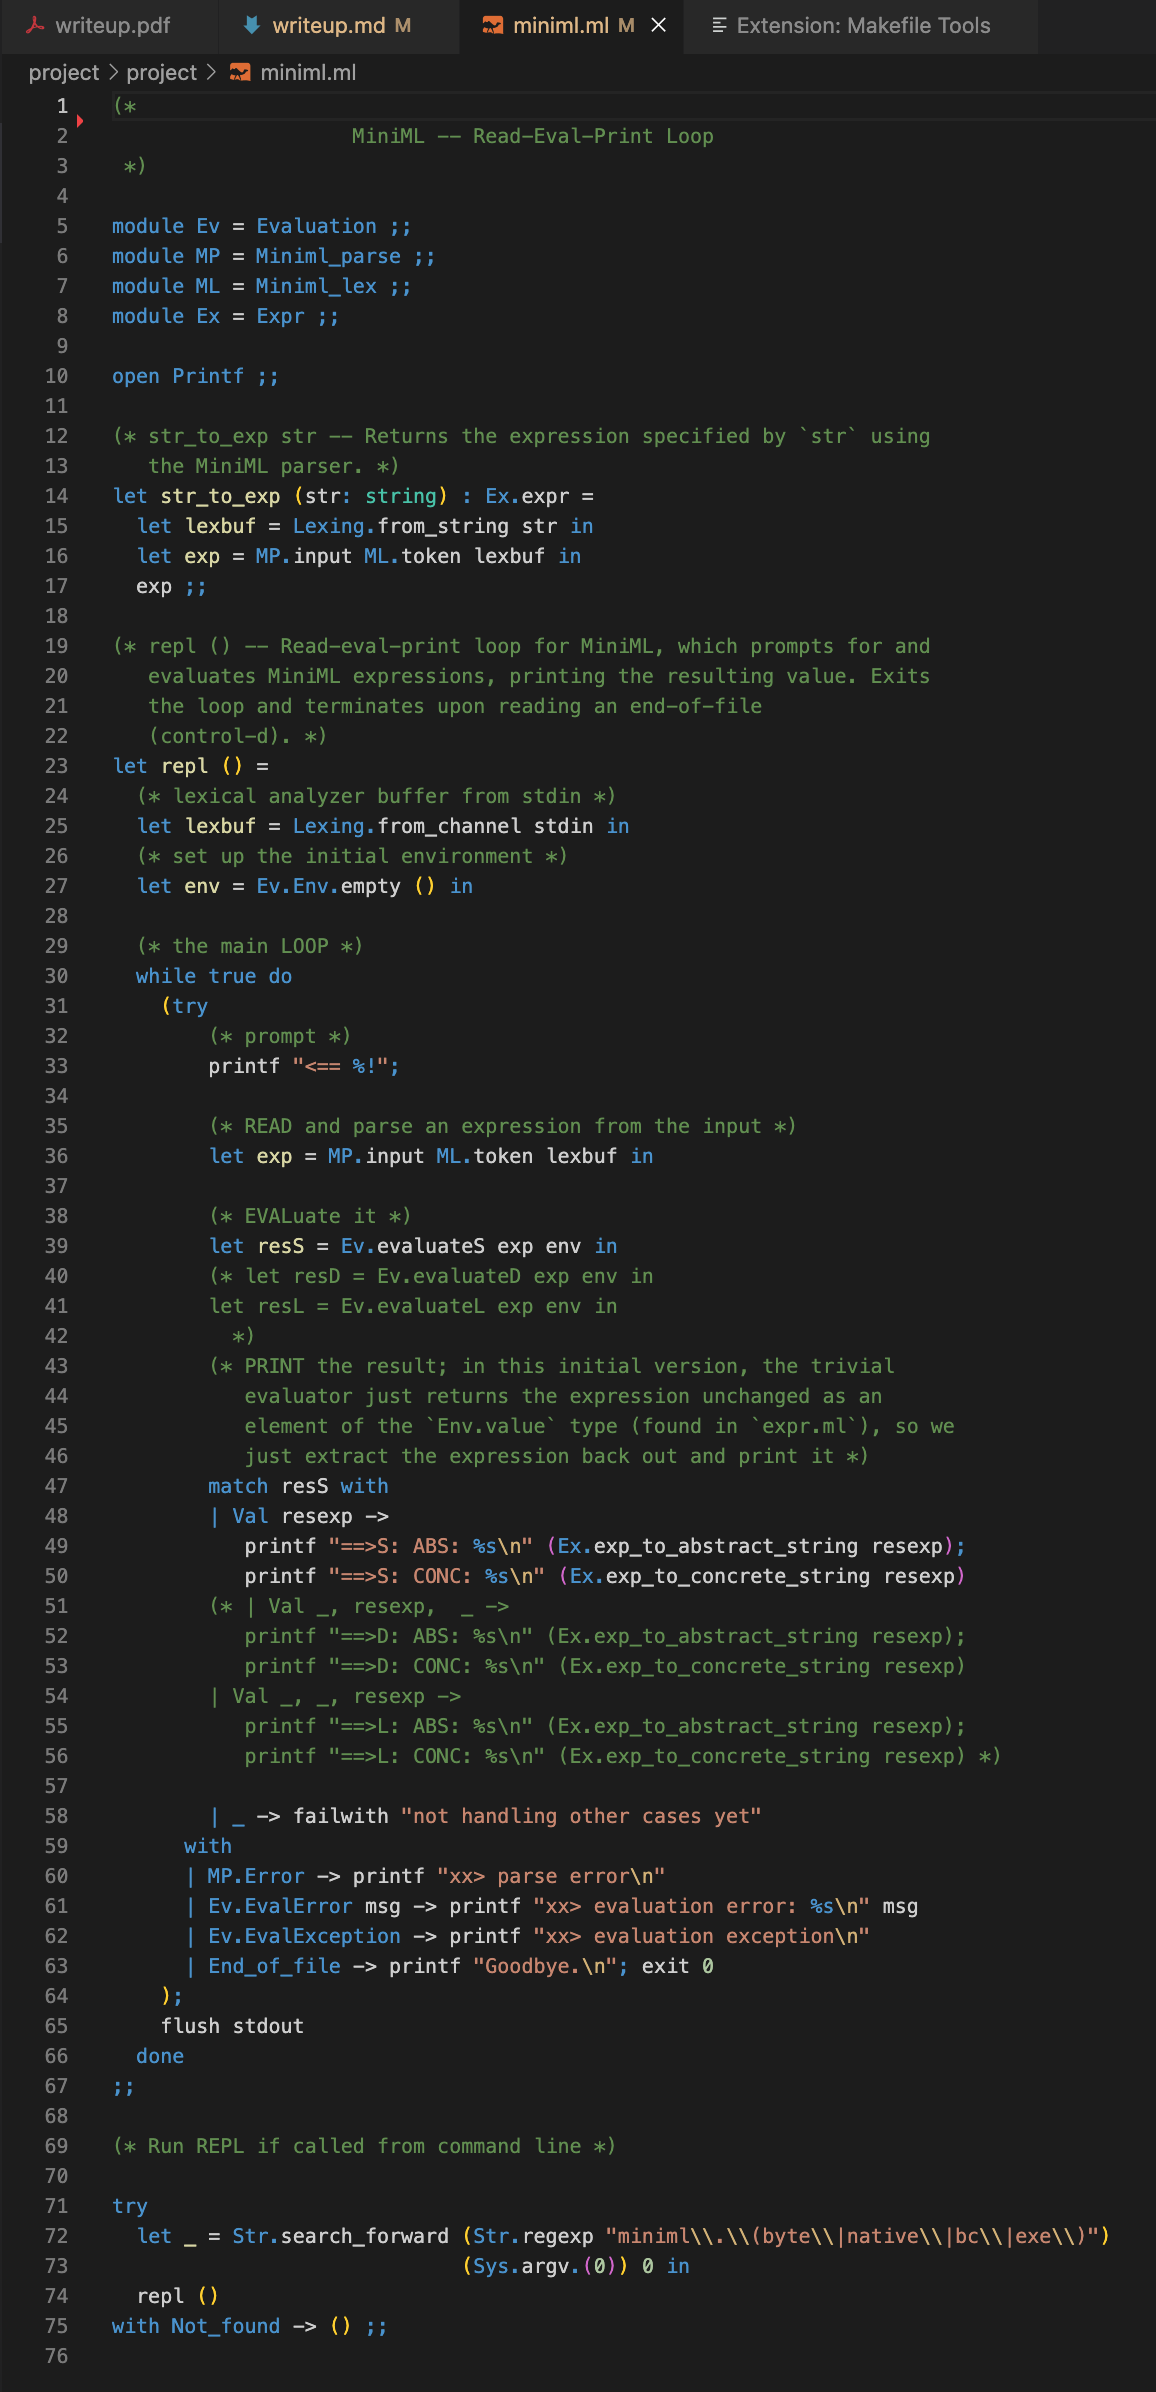 writeup.pdf writeup.md M miniml.ml M Extension: Makefile Tools
project > project > miniml.ml
1 (*
2                     MiniML -- Read-Eval-Print Loop
3  *)
4
5 module Ev = Evaluation ;;
6 module MP = Miniml_parse ;;
7 module ML = Miniml_lex ;;
8 module Ex = Expr ;;
9
10 open Printf ;;
11
12 (* str_to_exp str -- Returns the expression specified by `str` using
13    the MiniML parser. *)
14 let str_to_exp (str: string) : Ex.expr =
15   let lexbuf = Lexing.from_string str in
16   let exp = MP.input ML.token lexbuf in
17   exp ;;
18
19 (* repl () -- Read-eval-print loop for MiniML, which prompts for and
20    evaluates MiniML expressions, printing the resulting value. Exits
21    the loop and terminates upon reading an end-of-file
22    (control-d). *)
23 let repl () =
24   (* lexical analyzer buffer from stdin *)
25   let lexbuf = Lexing.from_channel stdin in
26   (* set up the initial environment *)
27   let env = Ev.Env.empty () in
28
29   (* the main LOOP *)
30   while true do
31     (try
32         (* prompt *)
33         printf "<== %!";
34
35         (* READ and parse an expression from the input *)
36         let exp = MP.input ML.token lexbuf in
37
38         (* EVALuate it *)
39         let resS = Ev.evaluateS exp env in
40         (* let resD = Ev.evaluateD exp env in
41         let resL = Ev.evaluateL exp env in
42           *)
43         (* PRINT the result; in this initial version, the trivial
44            evaluator just returns the expression unchanged as an
45            element of the `Env.value` type (found in `expr.ml`), so we
46            just extract the expression back out and print it *)
47         match resS with
48         | Val resexp ->
49            printf "==>S: ABS: %s\n" (Ex.exp_to_abstract_string resexp);
50            printf "==>S: CONC: %s\n" (Ex.exp_to_concrete_string resexp)
51         (* | Val _, resexp,  _ ->
52            printf "==>D: ABS: %s\n" (Ex.exp_to_abstract_string resexp);
53            printf "==>D: CONC: %s\n" (Ex.exp_to_concrete_string resexp)
54         | Val _, _, resexp ->
55            printf "==>L: ABS: %s\n" (Ex.exp_to_abstract_string resexp);
56            printf "==>L: CONC: %s\n" (Ex.exp_to_concrete_string resexp) *)
57
58         | _ -> failwith "not handling other cases yet"
59       with
60       | MP.Error -> printf "xx> parse error\n"
61       | Ev.EvalError msg -> printf "xx> evaluation error: %s\n" msg
62       | Ev.EvalException -> printf "xx> evaluation exception\n"
63       | End_of_file -> printf "Goodbye.\n"; exit 0
64     );
65     flush stdout
66   done
67 ;;
68
69 (* Run REPL if called from command line *)
70
71 try
72   let _ = Str.search_forward (Str.regexp "miniml\\.\\(byte\\|native\\|bc\\|exe\\)")
73                              (Sys.argv.(0)) 0 in
74   repl ()
75 with Not_found -> () ;;
76